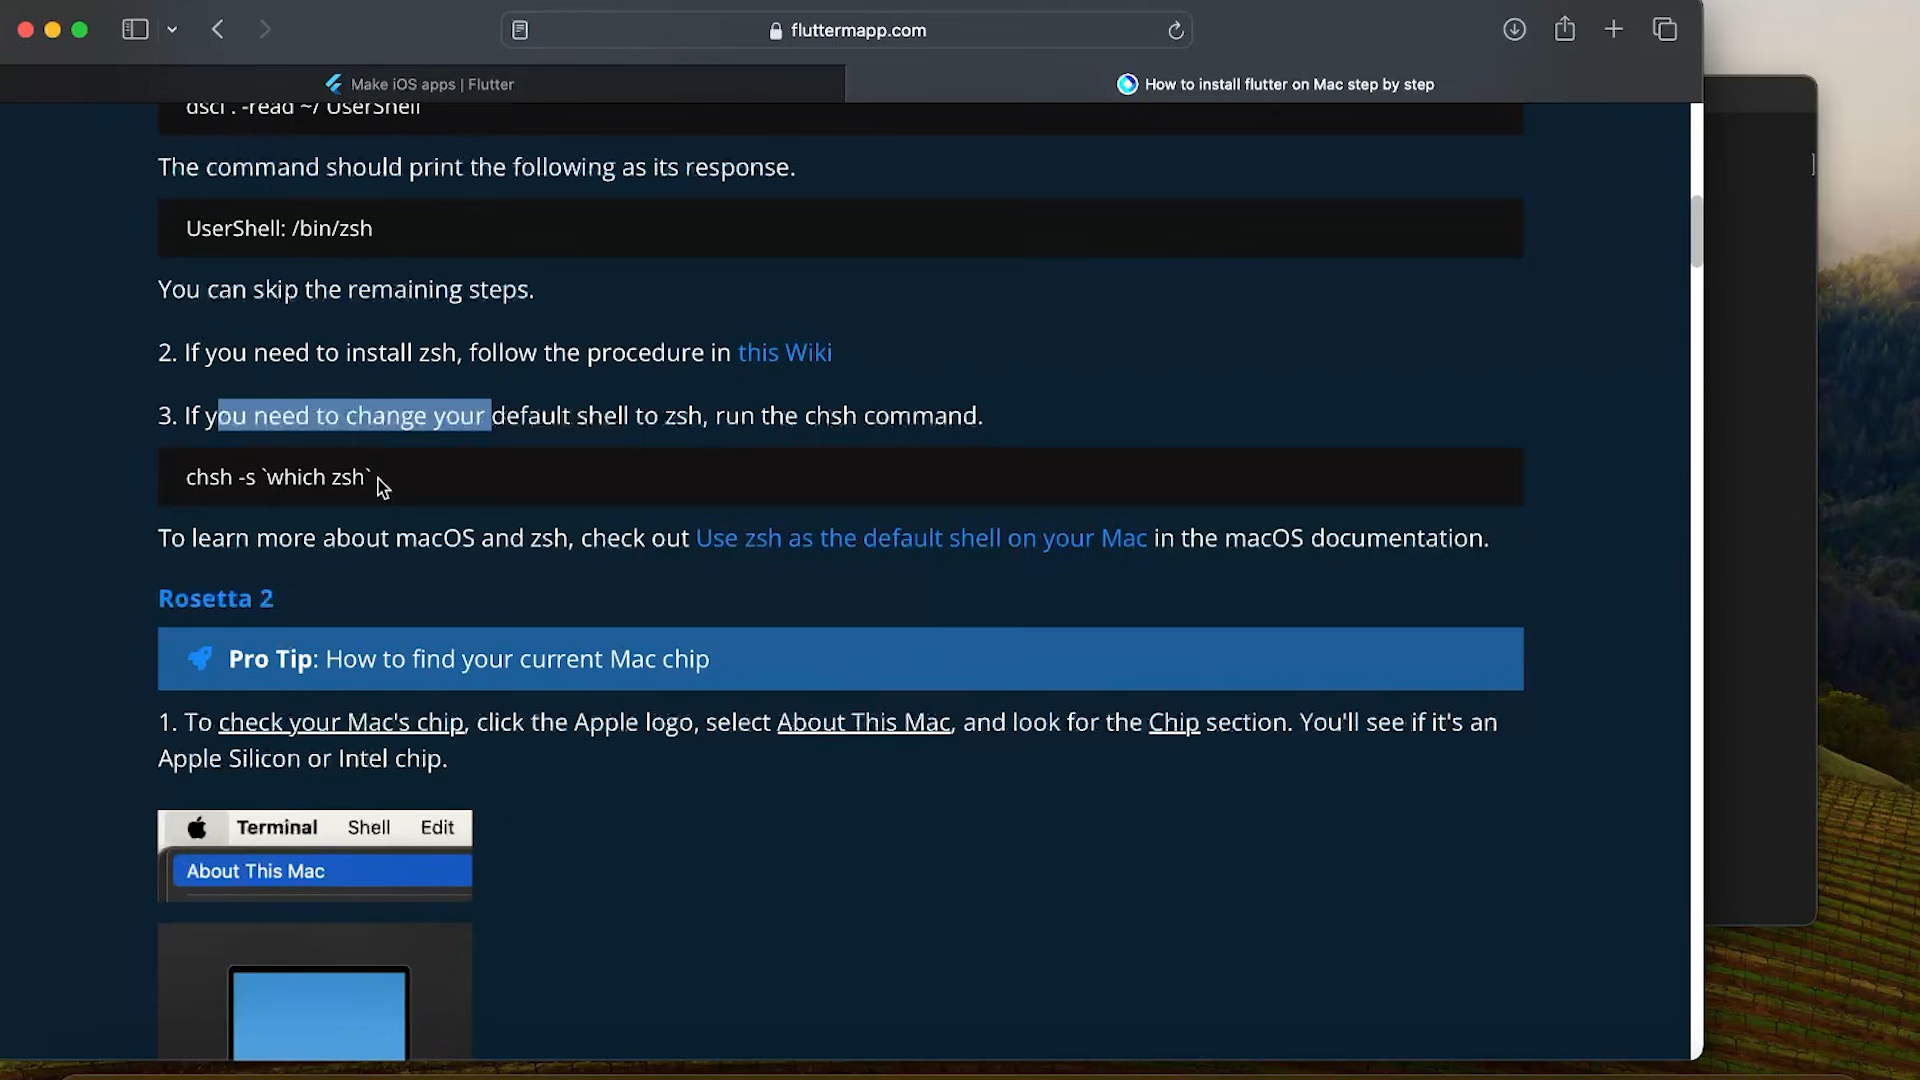 fluttermapp.com
Make iOS apps | Flutter
How to install flutter on Mac step by step
dscl . -read ~/ UserShell
The command should print the following as its response.
UserShell: /bin/zsh
You can skip the remaining steps.
2. If you need to install zsh, follow the procedure in this Wiki
3. If you need to change your default shell to zsh, run the chsh command.
chsh -s `which zsh`
To learn more about macOS and zsh, check out Use zsh as the default shell on your Mac in the macOS documentation.
Rosetta 2
Pro Tip: How to find your current Mac chip
1. To check your Mac's chip, click the Apple logo, select About This Mac, and look for the Chip section. You'll see if it's an
Apple Silicon or Intel chip.
Terminal Shell Edit
About This Mac
]